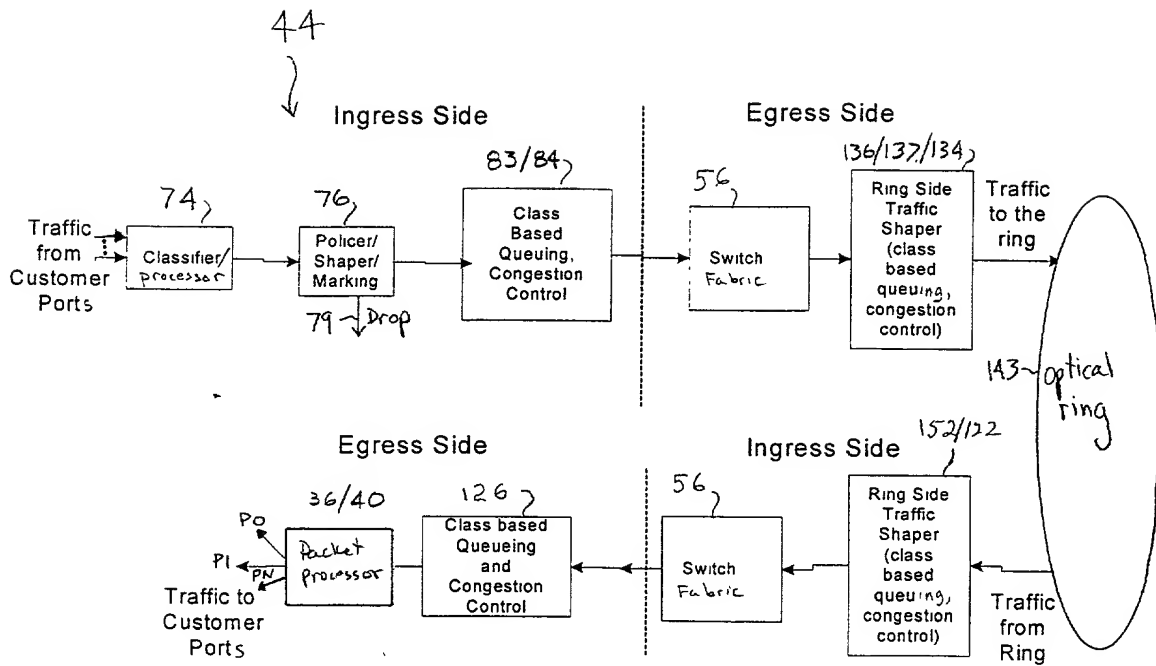 44
Ingress Side
Egress Side
74
76
83/84
56
136/137/134
Traffic
from
Customer
Ports
Classifier/
processor
Policer/
Shaper/
Marking
79
Drop
Class
Based
Queuing,
Congestion
Control
Switch
Fabric
Ring Side
Traffic
Shaper
(class
based
queuing,
congestion
control)
Traffic
to the
ring
143
optical
ring
Egress Side
Ingress Side
36/40
126
56
152/122
PO
P1
PN
Traffic to
Customer
Ports
Packet
processor
Class based
Queueing
and
Congestion
Control
Switch
Fabric
Ring Side
Traffic
Shaper
(class
based
queuing,
congestion
control)
Traffic
from
Ring